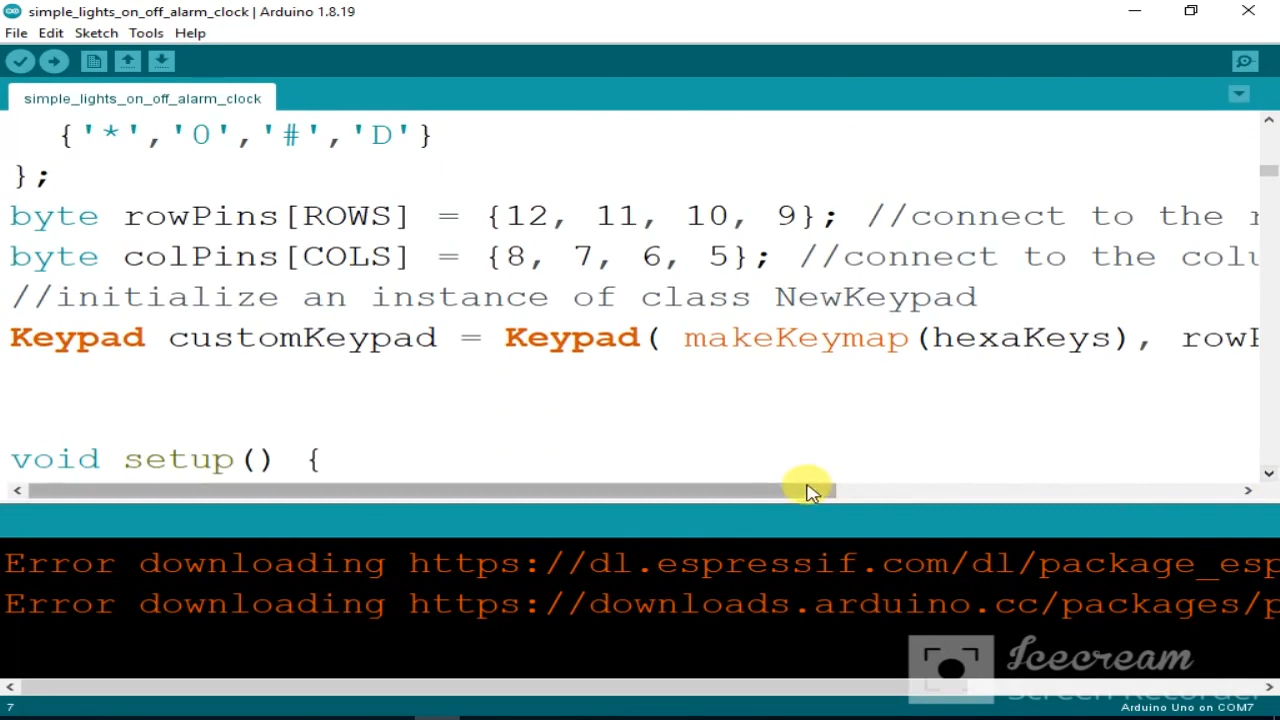 simple_lights_on_off_alarm_clock | Arduino 1.8.19
File Edit Sketch Tools Help
simple_lights_on_off_alarm_clock
{'*','0','#','D'}
};
byte rowPins[ROWS] = {12, 11, 10, 9}; //connect to the r
byte colPins[COLS] = {8, 7, 6, 5}; //connect to the colu
//initialize an instance of class NewKeypad
Keypad customKeypad = Keypad( makeKeymap(hexaKeys), rowP
void setup() {
Error downloading https://dl.espressif.com/dl/package_esp
Error downloading https://downloads.arduino.cc/packages/p
Icecream
Screen Recorder
7
Arduino Uno on COM7